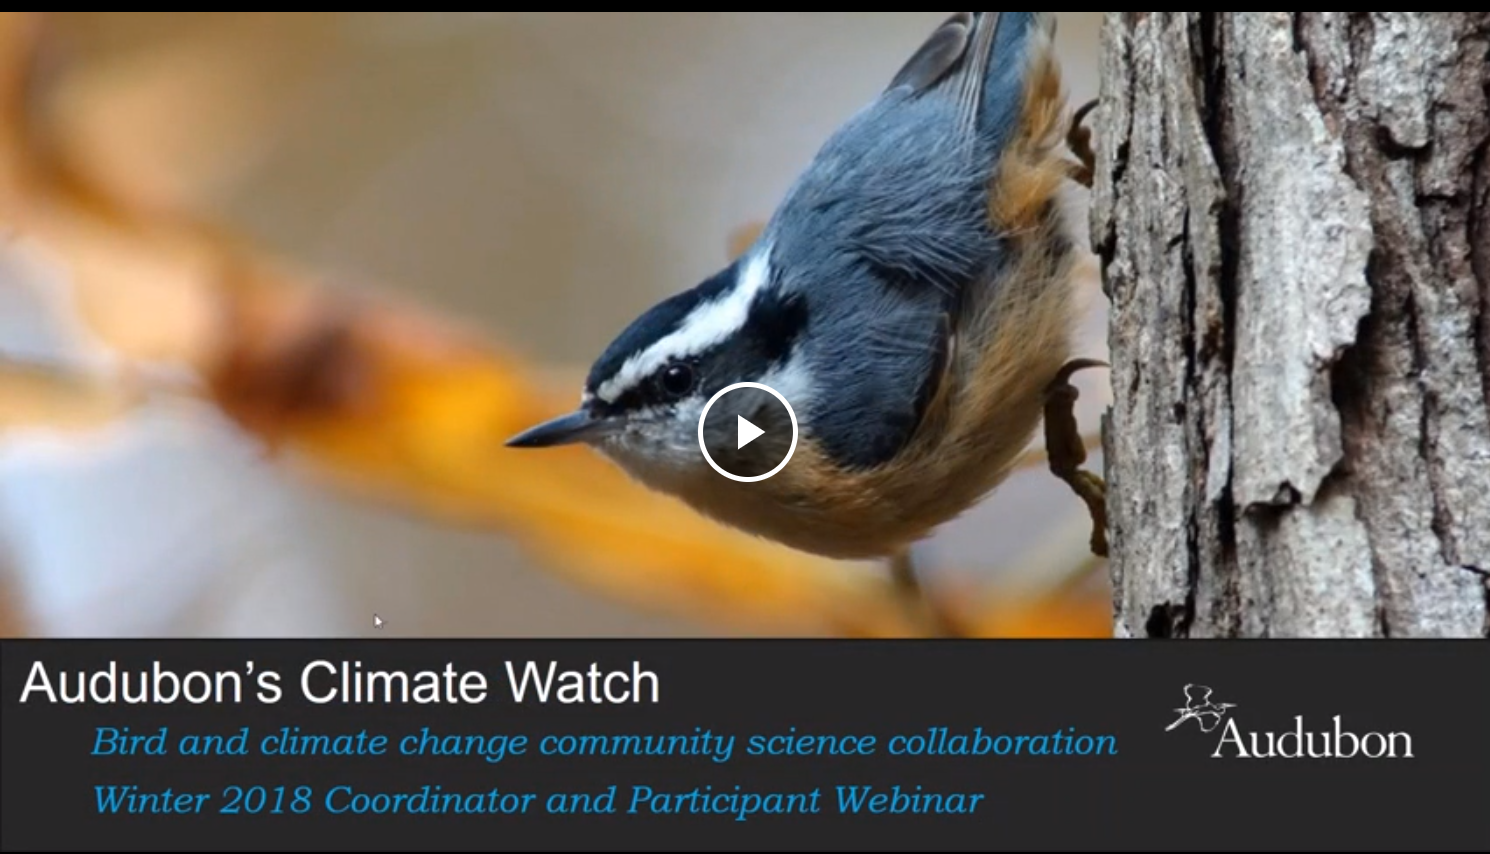 Audubon’s Climate Watch
Bird and climate change community science collaboration
Winter 2018 Coordinator and Participant Webinar
Audubon